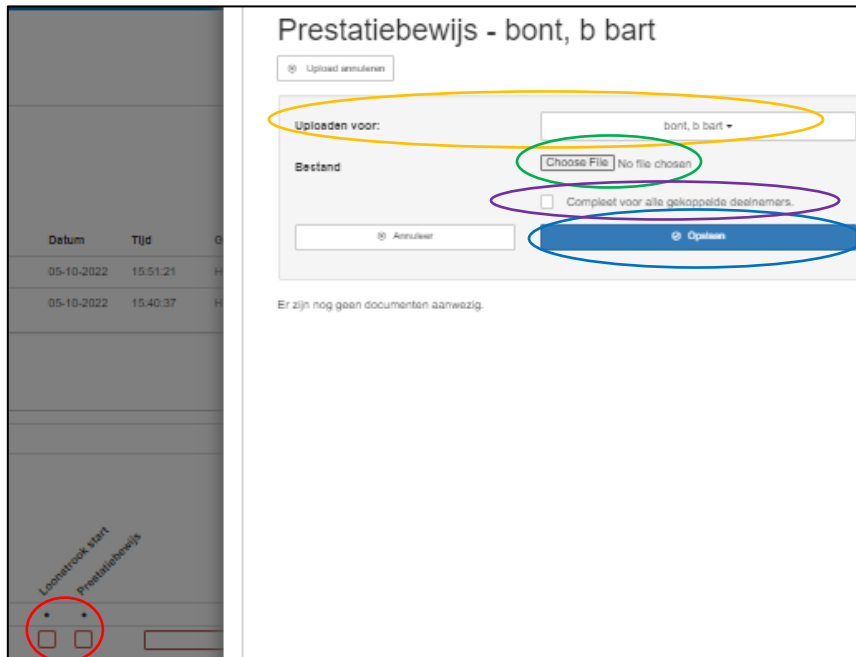 Prestatiebewijs - bont, b bart
Upload annuleren
Uploaden voor:
bont, b bart
Bestand
Choose File No file chosen
Compleet voor alle gekoppelde deelnemers.
Annuleer
Opslaan
Er zijn nog geen documenten aanwezig.
Datum Tijd
05-10-2022 15:51:21 H
05-10-2022 15:40:37 H
Loonstrook start
Prestatiebewijs